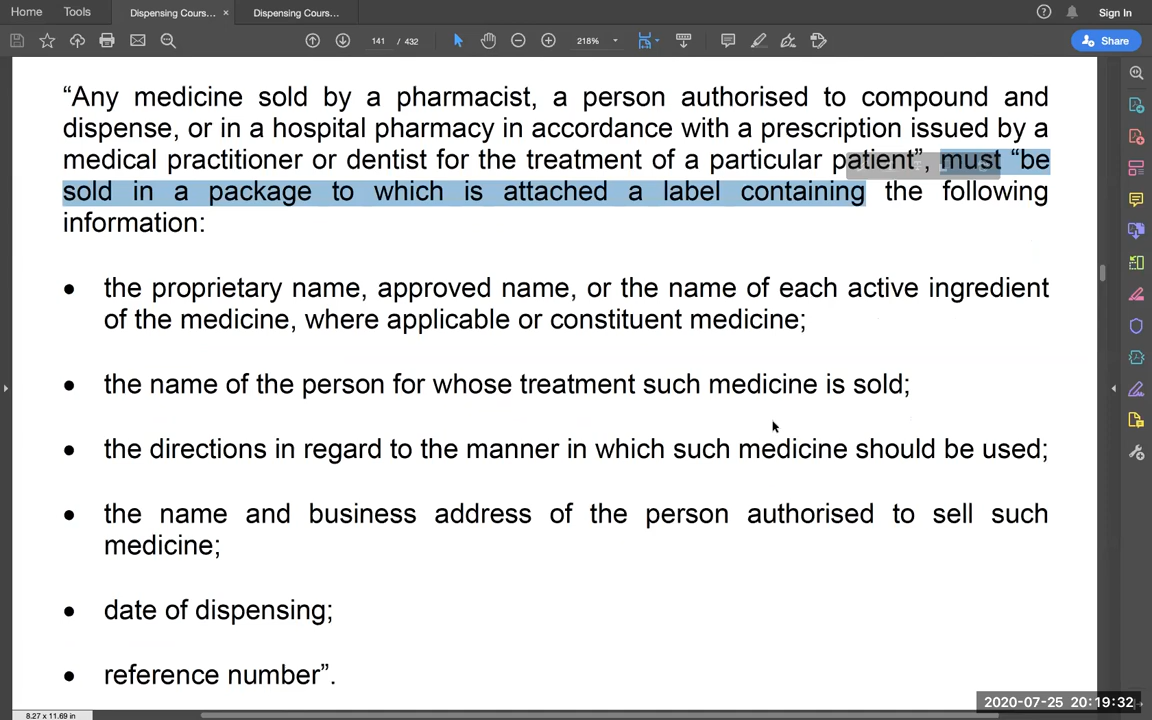 Home Tools Dispensing Cours... × Dispensing Cours... Sign In
141 / 432 218% Share
“Any medicine sold by a pharmacist, a person authorised to compound and
dispense, or in a hospital pharmacy in accordance with a prescription issued by a
medical practitioner or dentist for the treatment of a particular patient”, must “be
sold in a package to which is attached a label containing the following
information:
• the proprietary name, approved name, or the name of each active ingredient
of the medicine, where applicable or constituent medicine;
• the name of the person for whose treatment such medicine is sold;
• the directions in regard to the manner in which such medicine should be used;
• the name and business address of the person authorised to sell such
medicine;
• date of dispensing;
• reference number”.
8.27 x 11.69 in
2020-07-25 20:19:32